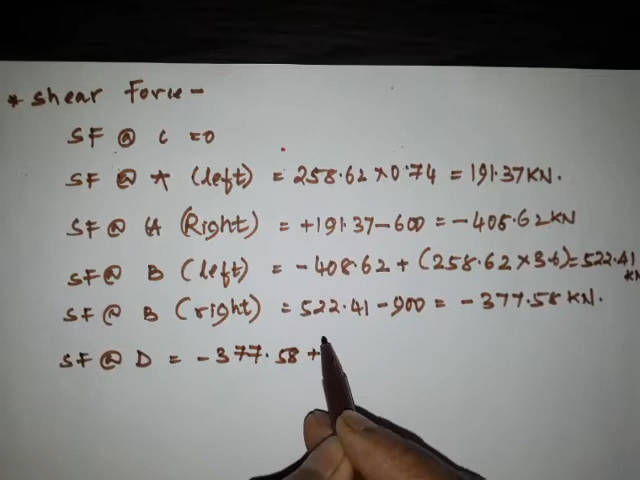 * Shear Force -
SF @ C = 0
SF @ A (left) = 258.62 × 0.74 = 191.37 KN.
SF @ A (Right) = +191.37 - 600 = -408.62 KN
SF @ B (left) = -408.62 + (258.62 × 3.6) = 522.41 KN
SF @ B (right) = 522.41 - 900 = -377.58 KN.
SF @ D = -377.58 +